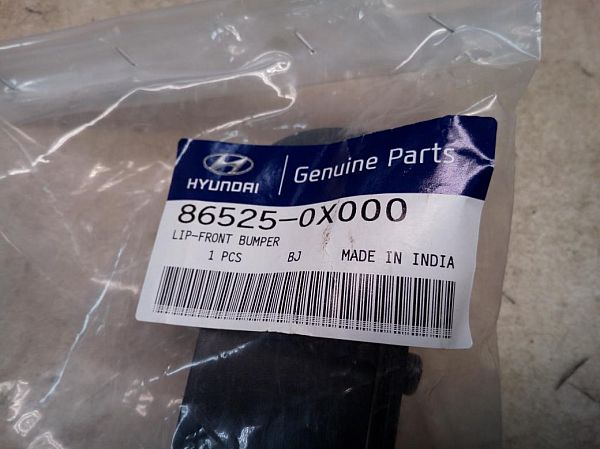 HYUNDAI
Genuine Parts
86525-0X000
LIP-FRONT BUMPER
1 PCS BJ MADE IN INDIA